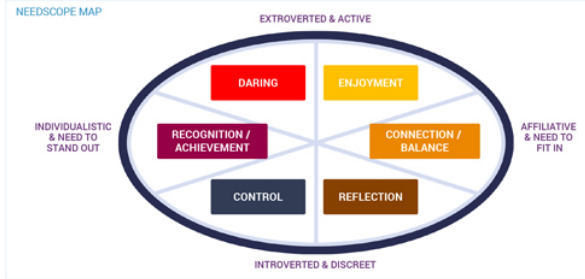 NEEDSCOPE MAP
EXTROVERTED & ACTIVE
DARING
ENJOYMENT
INDIVIDUALISTIC
& NEED TO
STAND OUT
RECOGNITION /
ACHIEVEMENT
CONNECTION /
BALANCE
AFFILIATIVE
& NEED TO
FIT IN
CONTROL
REFLECTION
INTROVERTED & DISCREET